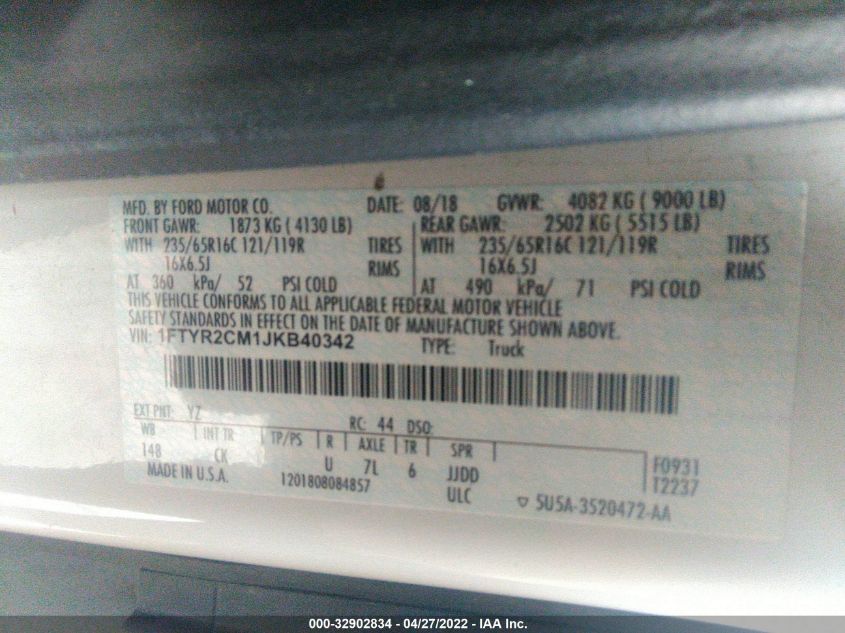 MFD. BY FORD MOTOR CO. DATE: 08/18 GVWR: 4082 KG ( 9000 LB)
FRONT GAWR: 1873 KG ( 4130 LB) REAR GAWR: 2502 KG ( 5515 LB)
WITH 235/65R16C 121/119R TIRES WITH 235/65R16C 121/119R TIRES
16X6.5J RIMS 16X6.5J RIMS
AT 360 kPa/ 52 PSI COLD AT 490 kPa/ 71 PSI COLD
THIS VEHICLE CONFORMS TO ALL APPLICABLE FEDERAL MOTOR VEHICLE
SAFETY STANDARDS IN EFFECT ON THE DATE OF MANUFACTURE SHOWN ABOVE.
VIN: 1FTYR2CM1JKB40342 TYPE: Truck
EXT PNT: YZ RC: 44 DSO:
WB INT TR TP/PS R AXLE TR SPR
148 CK U 7L 6 JJDD F0931
MADE IN U.S.A. 1201808084857 ULC T2237
▽ 5U5A-3520472-AA
000-32902834 - 04/27/2022 - IAA Inc.